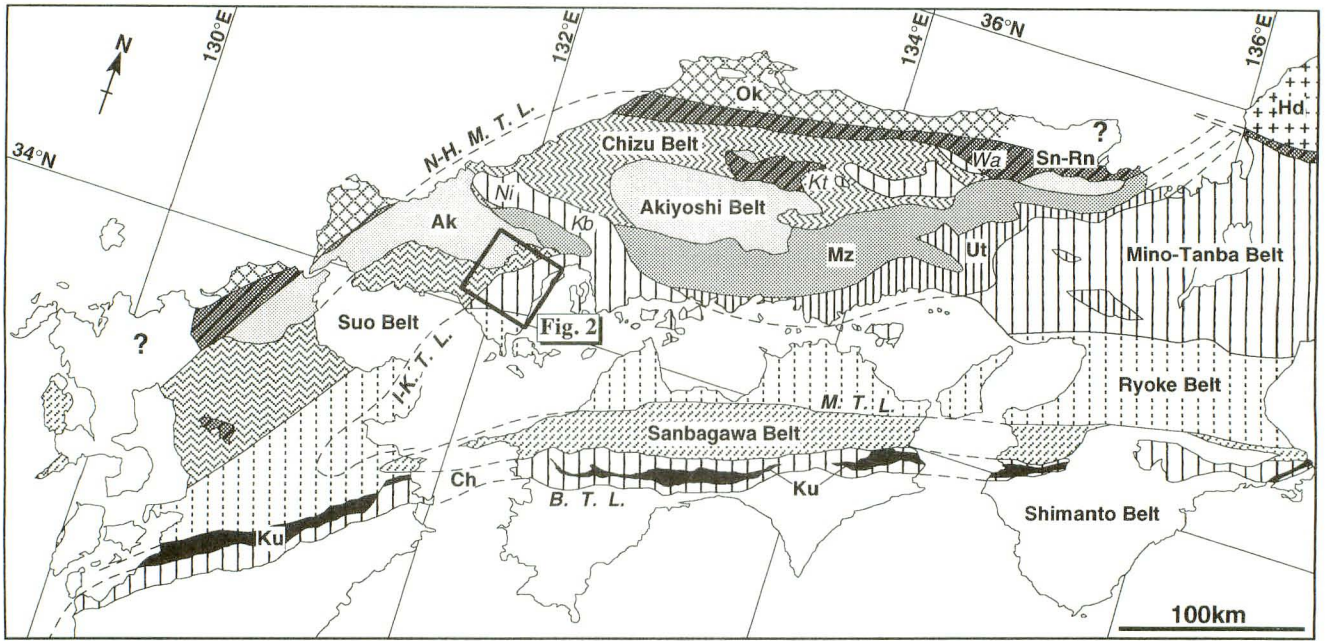 130°E
132°E
134°E
36°N
136°E
N
34°N
Ok
Hd
?
N-H. M. T. L.
Chizu Belt
Wa
Sn-Rn
Ni
Kt
Ak
Akiyoshi Belt
Kb
Mz
Ut
Mino-Tanba Belt
Suo Belt
Fig. 2
?
I-K. T. L.
Ryoke Belt
M. T. L.
Sanbagawa Belt
Ch
Ku
B. T. L.
Shimanto Belt
Ku
100km